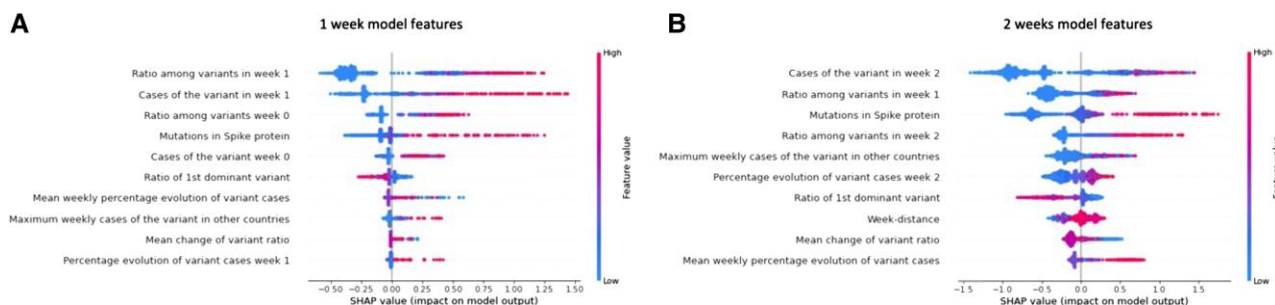 A
1 week model features
High
Ratio among variants in week 1
Cases of the variant in week 1
Ratio among variants week 0
Mutations in Spike protein
Cases of the variant week 0
Ratio of 1st dominant variant
Mean weekly percentage evolution of variant cases
Maximum weekly cases of the variant in other countries
Mean change of variant ratio
Percentage evolution of variant cases week 1
Feature value
Low
−0.50 −0.25 0.00 0.25 0.50 0.75 1.00 1.25 1.50
SHAP value (impact on model output)
B
2 weeks model features
High
Cases of the variant in week 2
Ratio among variants in week 1
Mutations in Spike protein
Ratio among variants in week 2
Maximum weekly cases of the variant in other countries
Percentage evolution of variant cases week 2
Ratio of 1st dominant variant
Week-distance
Mean change of variant ratio
Mean weekly percentage evolution of variant cases
Low
−1.5 −1.0 −0.5 0.0 0.5 1.0 1.5
SHAP value (impact on model output)